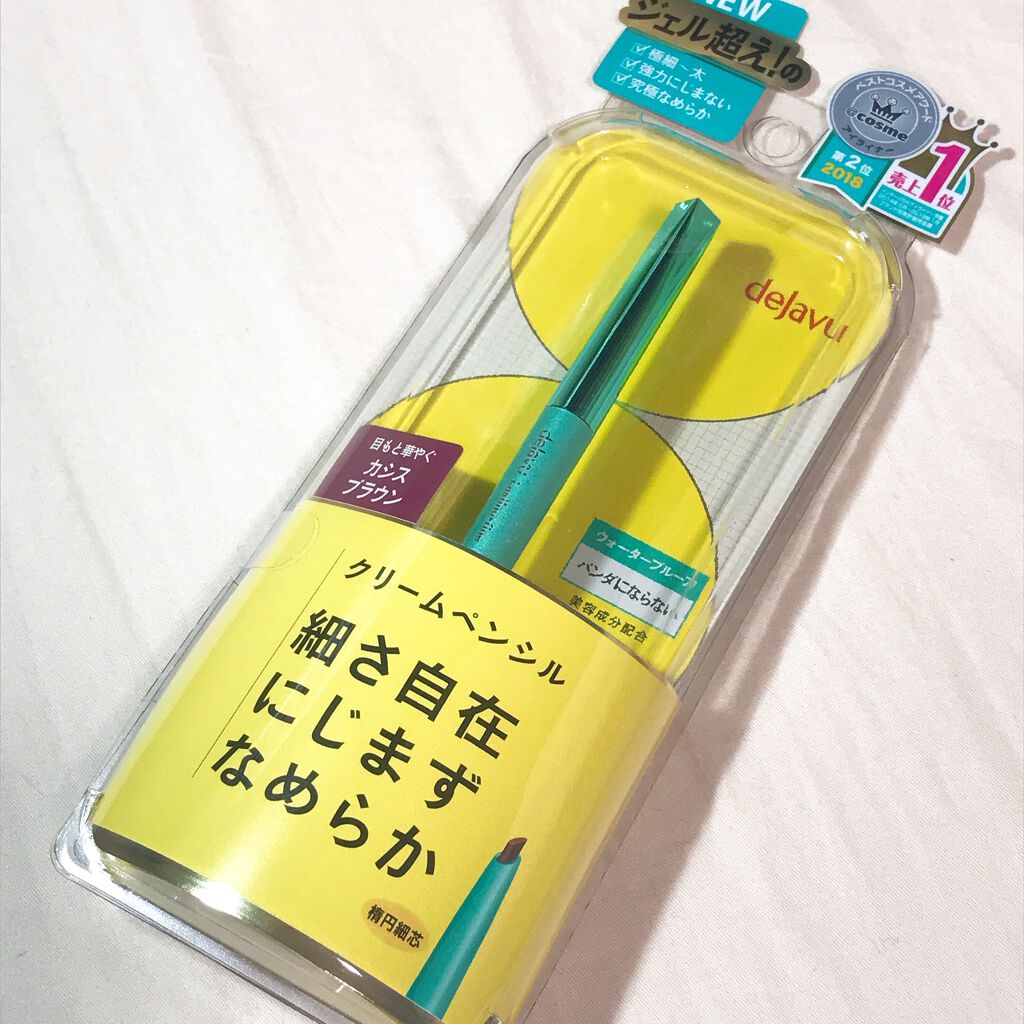 NEW
ジェル超え!の
極細~太
強力にじまない
究極なめらか
ベストコスメアワード
@cosme
アイライナー
第2位
2018
売上1位
dejavu
目もと華やぐ
カシス
ブラウン
dejavu
ウォータープルーフ
パンダにならない
美容成分配合
クリームペンシル
細さ自在
にじまず
なめらか
楕円細芯